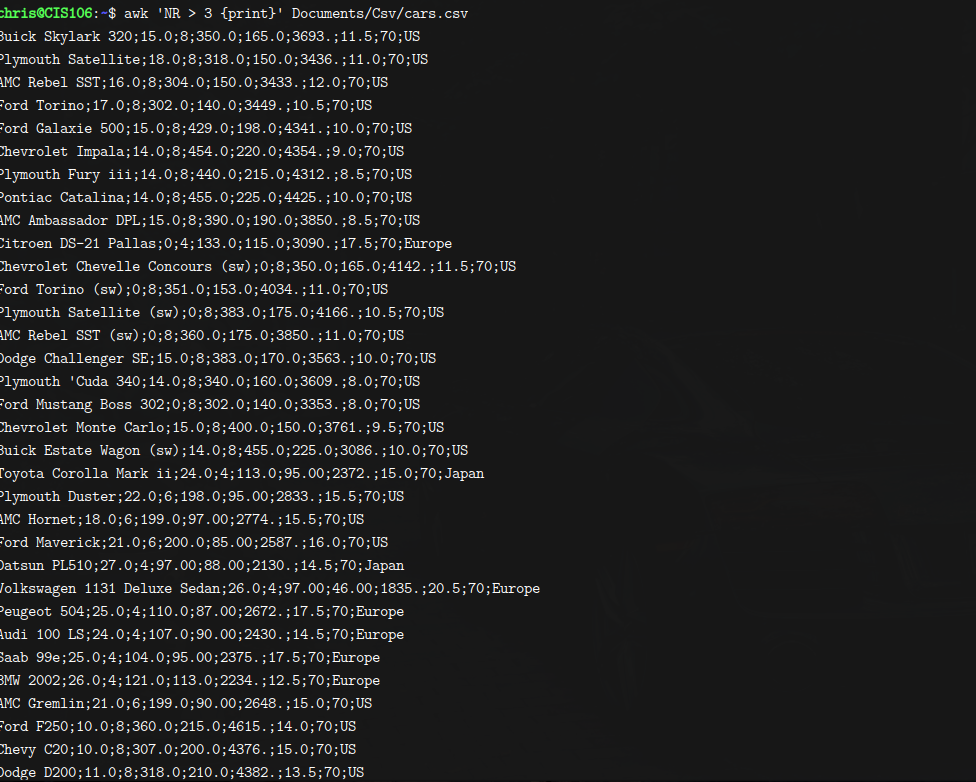 chris@CIS106:~$ awk 'NR > 3 {print}' Documents/Csv/cars.csv
Buick Skylark 320;15.0;8;350.0;165.0;3693.;11.5;70;US
Plymouth Satellite;18.0;8;318.0;150.0;3436.;11.0;70;US
AMC Rebel SST;16.0;8;304.0;150.0;3433.;12.0;70;US
Ford Torino;17.0;8;302.0;140.0;3449.;10.5;70;US
Ford Galaxie 500;15.0;8;429.0;198.0;4341.;10.0;70;US
Chevrolet Impala;14.0;8;454.0;220.0;4354.;9.0;70;US
Plymouth Fury iii;14.0;8;440.0;215.0;4312.;8.5;70;US
Pontiac Catalina;14.0;8;455.0;225.0;4425.;10.0;70;US
AMC Ambassador DPL;15.0;8;390.0;190.0;3850.;8.5;70;US
Citroen DS-21 Pallas;0;4;133.0;115.0;3090.;17.5;70;Europe
Chevrolet Chevelle Concours (sw);0;8;350.0;165.0;4142.;11.5;70;US
Ford Torino (sw);0;8;351.0;153.0;4034.;11.0;70;US
Plymouth Satellite (sw);0;8;383.0;175.0;4166.;10.5;70;US
AMC Rebel SST (sw);0;8;360.0;175.0;3850.;11.0;70;US
Dodge Challenger SE;15.0;8;383.0;170.0;3563.;10.0;70;US
Plymouth 'Cuda 340;14.0;8;340.0;160.0;3609.;8.0;70;US
Ford Mustang Boss 302;0;8;302.0;140.0;3353.;8.0;70;US
Chevrolet Monte Carlo;15.0;8;400.0;150.0;3761.;9.5;70;US
Buick Estate Wagon (sw);14.0;8;455.0;225.0;3086.;10.0;70;US
Toyota Corolla Mark ii;24.0;4;113.0;95.00;2372.;15.0;70;Japan
Plymouth Duster;22.0;6;198.0;95.00;2833.;15.5;70;US
AMC Hornet;18.0;6;199.0;97.00;2774.;15.5;70;US
Ford Maverick;21.0;6;200.0;85.00;2587.;16.0;70;US
Datsun PL510;27.0;4;97.00;88.00;2130.;14.5;70;Japan
Volkswagen 1131 Deluxe Sedan;26.0;4;97.00;46.00;1835.;20.5;70;Europe
Peugeot 504;25.0;4;110.0;87.00;2672.;17.5;70;Europe
Audi 100 LS;24.0;4;107.0;90.00;2430.;14.5;70;Europe
Saab 99e;25.0;4;104.0;95.00;2375.;17.5;70;Europe
BMW 2002;26.0;4;121.0;113.0;2234.;12.5;70;Europe
AMC Gremlin;21.0;6;199.0;90.00;2648.;15.0;70;US
Ford F250;10.0;8;360.0;215.0;4615.;14.0;70;US
Chevy C20;10.0;8;307.0;200.0;4376.;15.0;70;US
Dodge D200;11.0;8;318.0;210.0;4382.;13.5;70;US